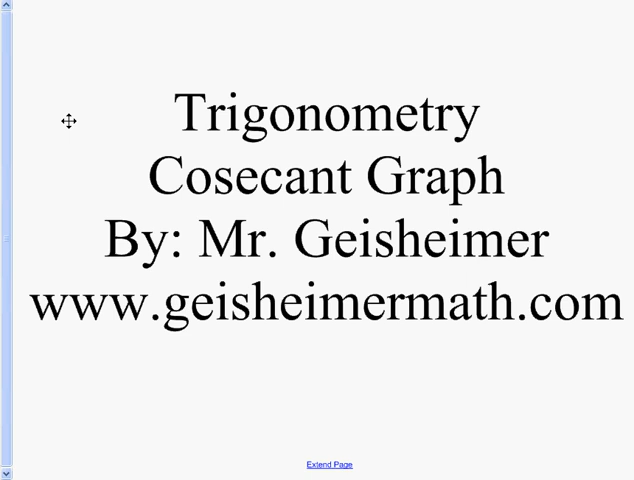 Trigonometry
Cosecant Graph
By: Mr. Geisheimer
www.geisheimermath.com
Extend Page